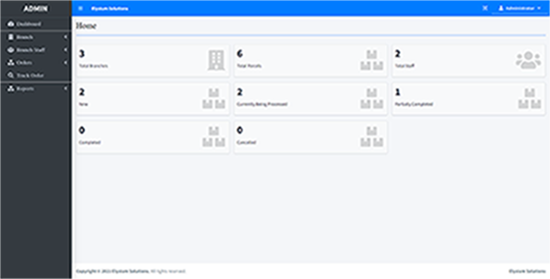 ADMIN
Elysium Solutions
Administrator
Dashboard
Branch
Branch Staff
Orders
Track Order
Reports
Home
3
Total Branches
6
Total Parcels
2
Total Staff
2
New
2
Currently Being Processed
1
Partially Completed
0
Completed
0
Cancelled
Elysium Solutions. All rights reserved.
Elysium Solutions